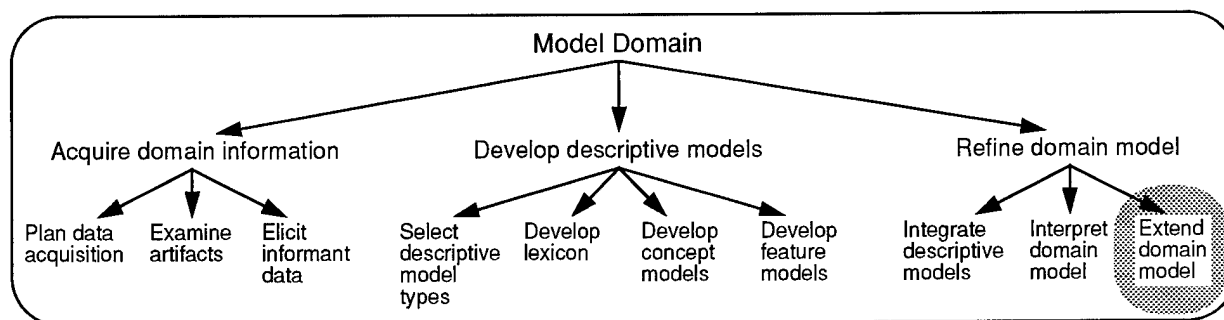 Model Domain
Acquire domain information
Develop descriptive models
Refine domain model
Plan data
acquisition
Examine
artifacts
Elicit
informant
data
Select
descriptive
model
types
Develop
lexicon
Develop
concept
models
Develop
feature
models
Integrate
descriptive
models
Interpret
domain
model
Extend
domain
model